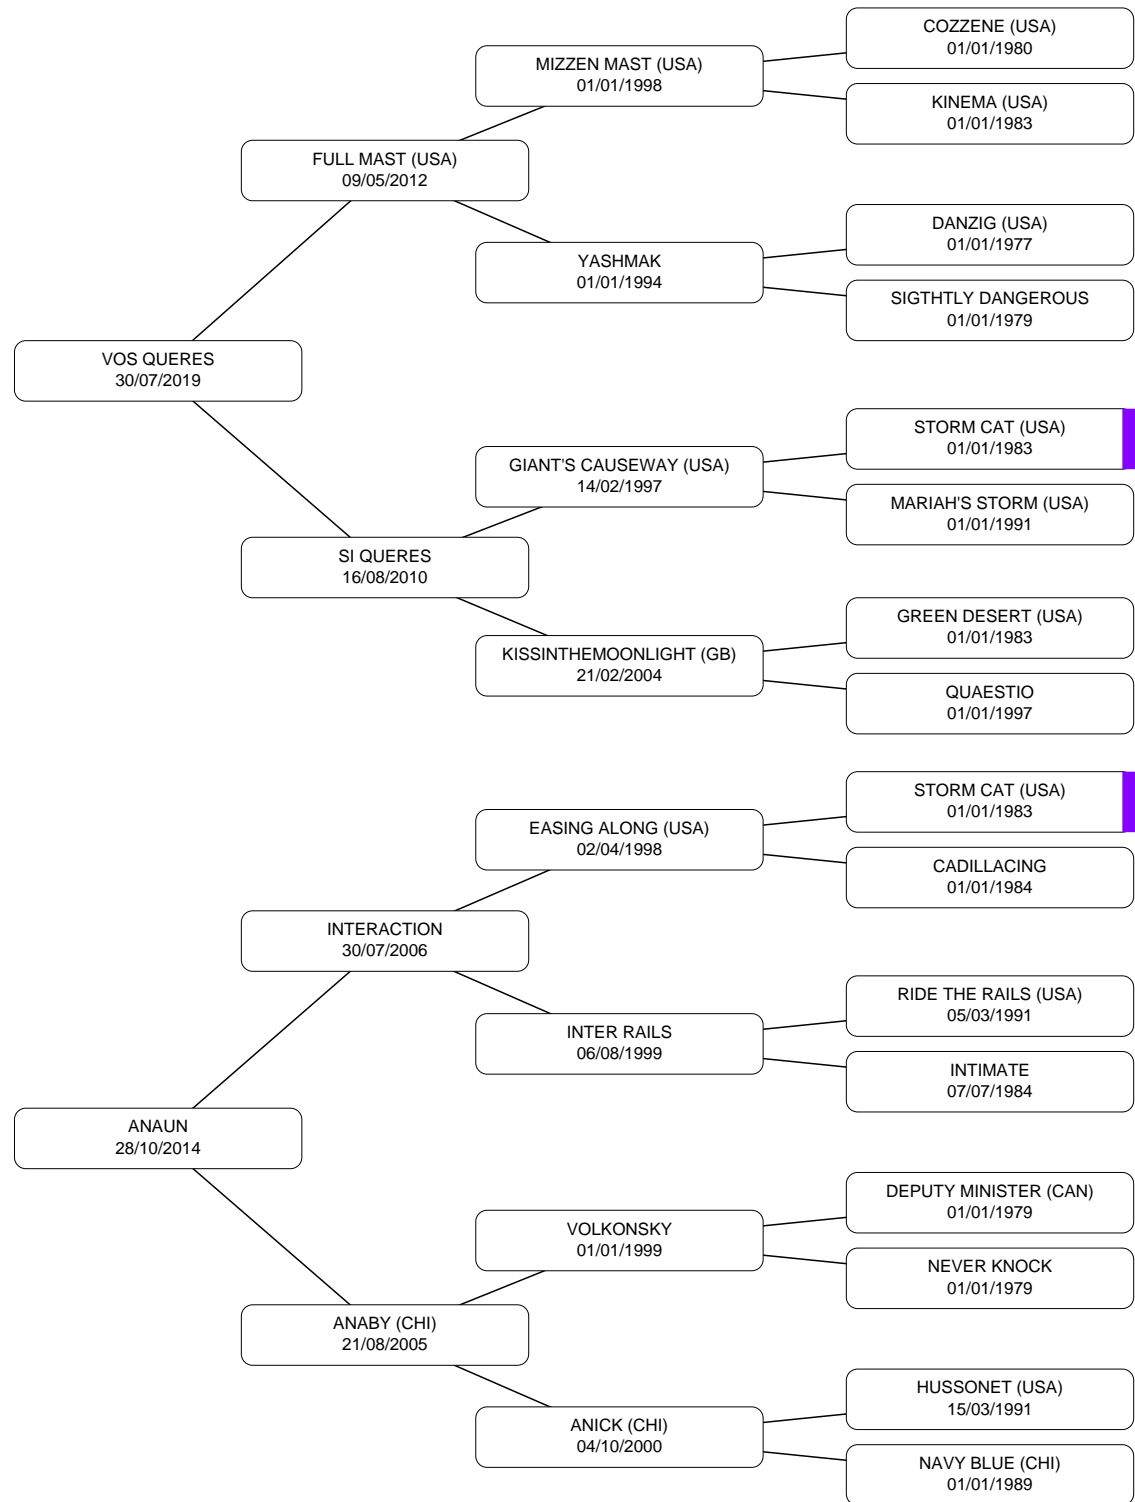 COZZENE (USA)
01/01/1980
MIZZEN MAST (USA)
01/01/1998
KINEMA (USA)
01/01/1983
FULL MAST (USA)
09/05/2012
DANZIG (USA)
01/01/1977
YASHMAK
01/01/1994
SIGTHTLY DANGEROUS
01/01/1979
VOS QUERES
30/07/2019
STORM CAT (USA)
01/01/1983
GIANT'S CAUSEWAY (USA)
14/02/1997
MARIAH'S STORM (USA)
01/01/1991
SI QUERES
16/08/2010
GREEN DESERT (USA)
01/01/1983
KISSINTHEMOONLIGHT (GB)
21/02/2004
QUAESTIO
01/01/1997
STORM CAT (USA)
01/01/1983
EASING ALONG (USA)
02/04/1998
CADILLACING
01/01/1984
INTERACTION
30/07/2006
RIDE THE RAILS (USA)
05/03/1991
INTER RAILS
06/08/1999
INTIMATE
07/07/1984
ANAUN
28/10/2014
DEPUTY MINISTER (CAN)
01/01/1979
VOLKONSKY
01/01/1999
NEVER KNOCK
01/01/1979
ANABY (CHI)
21/08/2005
HUSSONET (USA)
15/03/1991
ANICK (CHI)
04/10/2000
NAVY BLUE (CHI)
01/01/1989